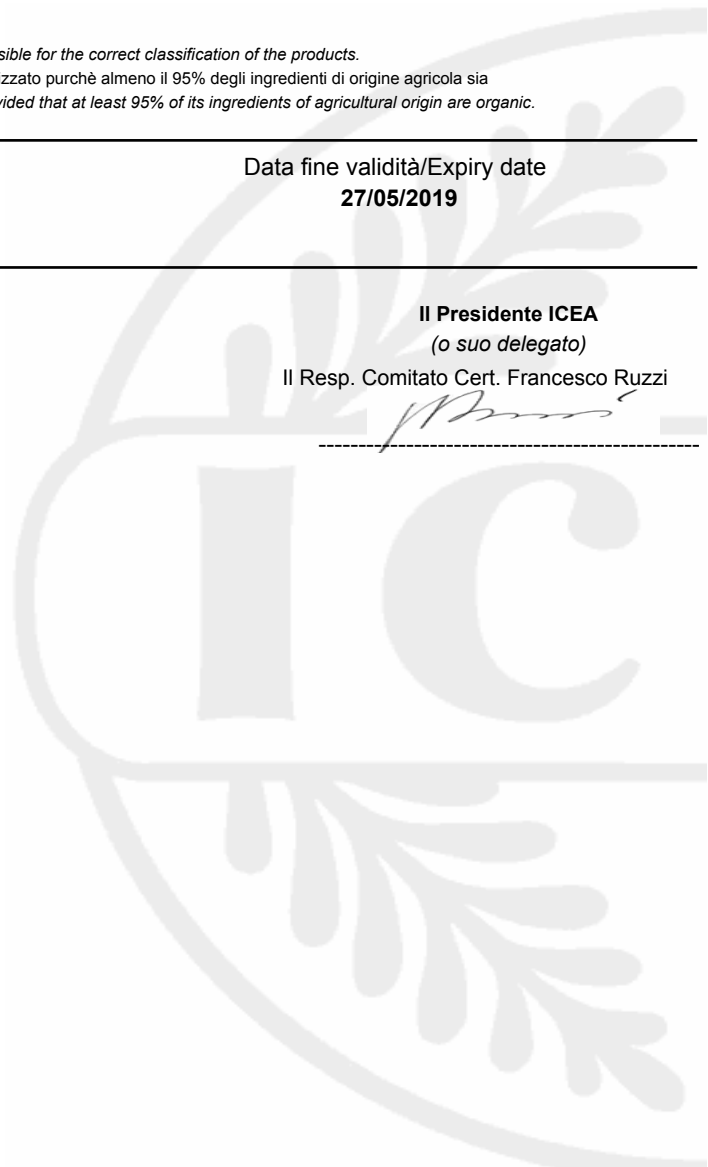 sible for the correct classification of the products.
izzato purchè almeno il 95% degli ingredienti di origine agricola sia
vided that at least 95% of its ingredients of agricultural origin are organic.
Data fine validità/Expiry date
27/05/2019
Il Presidente ICEA
(o suo delegato)
Il Resp. Comitato Cert. Francesco Ruzzi
IC